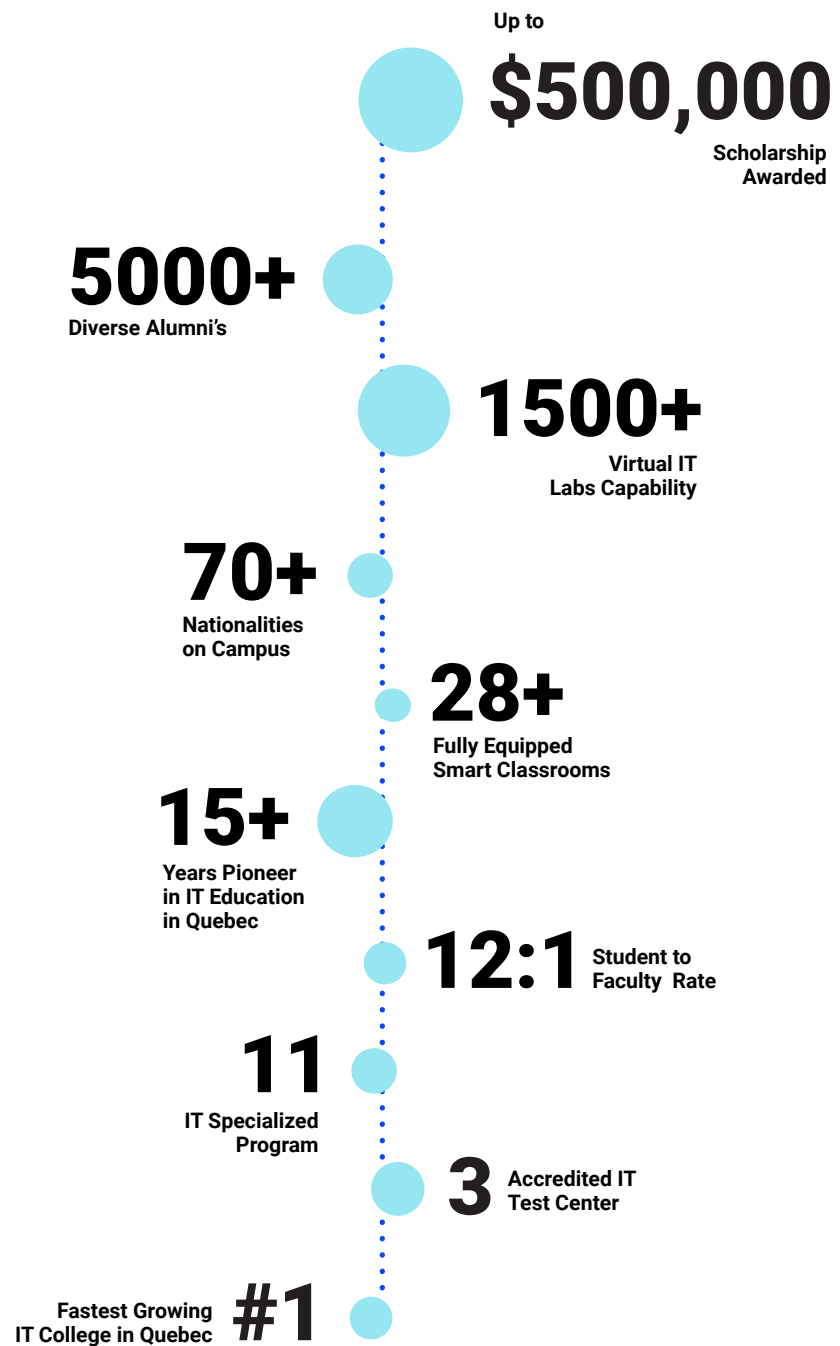 Up to
$500,000
Scholarship
Awarded
5000+
Diverse Alumni’s
1500+
Virtual IT
Labs Capability
70+
Nationalities
on Campus
28+
Fully Equipped
Smart Classrooms
15+
Years Pioneer
in IT Education
in Quebec
12:1
Student to
Faculty Rate
11
IT Specialized
Program
3
Accredited IT
Test Center
#1
Fastest Growing
IT College in Quebec